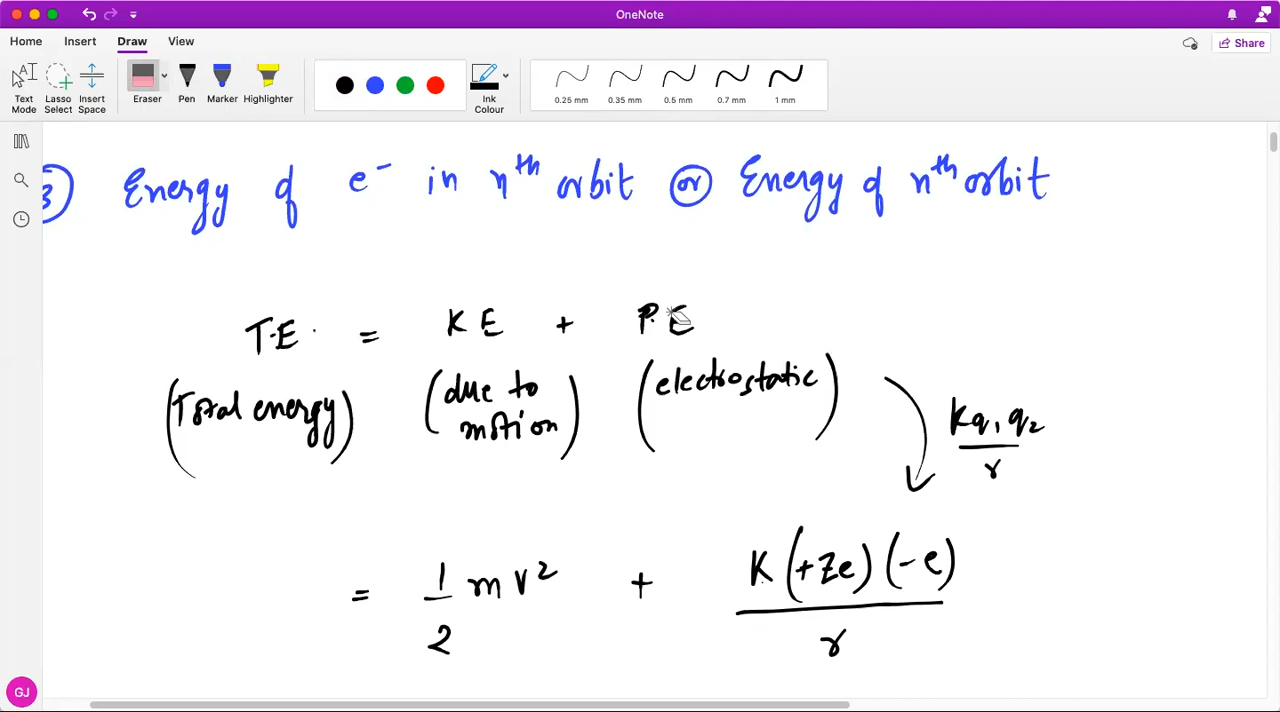 OneNote
Home Insert Draw View
Share
Text Mode
Lasso Select
Insert Space
Eraser
Pen
Marker
Highlighter
Ink Colour
0.25 mm 0.35 mm 0.5 mm 0.7 mm 1 mm
3) Energy of e⁻ in nᵗʰ orbit (or) Energy of nᵗʰ orbit
T.E. = KE + P.E
(Total energy) (due to motion) (electrostatic)
Kq₁q₂/r
= 1/2 mv² + K(+Ze)(-e)/r
GJ